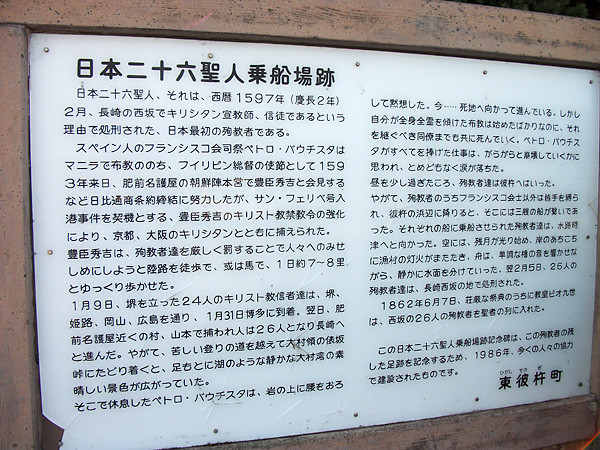 日本二十六聖人乗船場跡
日本二十六聖人、それは、西暦1597年(慶長2年)
2月、長崎の西坂でキリシタン宣教師、信徒であるという
理由で処刑された、日本最初の殉教者である。
スペイン人のフランシスコ会司祭ペトロ・バウチスタは
マニラで布教ののち、フイリピン総督の使節として159
3年来日、肥前名護屋の朝鮮陣本営で豊臣秀吉と会見する
など日比通商条約締結に努力したが、サン・フェリペ号入
港事件を契機とする、豊臣秀吉のキリスト教禁教令の強化
により、京都、大阪のキリシタンとともに捕えられた。
豊臣秀吉は、殉教者達を厳しく罰することで人々へのみせ
しめにしようと陸路を徒歩で、或は馬で、1日約7〜8里
とゆっくり歩かせた。
1月9日、堺を立った24人のキリスト教信者達は、堺、
姫路、岡山、広島を通り、1月31日博多に到着。翌日、肥
前名護屋近くの村、山本で捕われ人は26人となり長崎へ
と進んだ。やがて、苦しい登りの道を越えて大村領の俵坂
峠にたどり着くと、足もとに湖のような静かな大村湾の素
晴しい景色が広がっていた。
そこで休息したペトロ・バウチスタは、岩の上に腰をおろ
して黙想した。今……死地へ向かって進んでいる。しかし
自分が全身全霊を傾けた布教は始めたばかりなのに、それ
を継ぐべき同僚までも共に死んでいく。ペトロ・バウチス
タがすべてを捧げた仕事は、がらがらと崩壊していくかに
思われ、とめどもなく涙が落ちた。
昼を少し過ぎたころ、殉教者達は彼杵へはいった。
やがて、殉教者のうちフランシスコ会士以外は皆手を縛ら
れ、彼杵の浜辺に降りると、そこには三艘の船が繋いであ
った。それぞれの船に乗船させられた殉教者達は、水路時
津へと向かった。空には、残月が光り始め、岸のあちこち
に漁村の灯火がまたたき、舟は、単調な櫓の音を響かせな
がら、静かに水面を分けていった。翌2月5日、26人の
殉教者達は、長崎西坂の地で処刑された。
1862年6月7日、荘厳な祭典のうちに教皇ピオ九世
は、西坂の26人の殉教者を聖者の列に入れた。
この日本二十六聖人乗船場跡記念碑は、この殉教者の残
した足跡を記念するため、1986年、多くの人々の協力
で建設されたものです。
ひがし そのぎ
東彼杵町